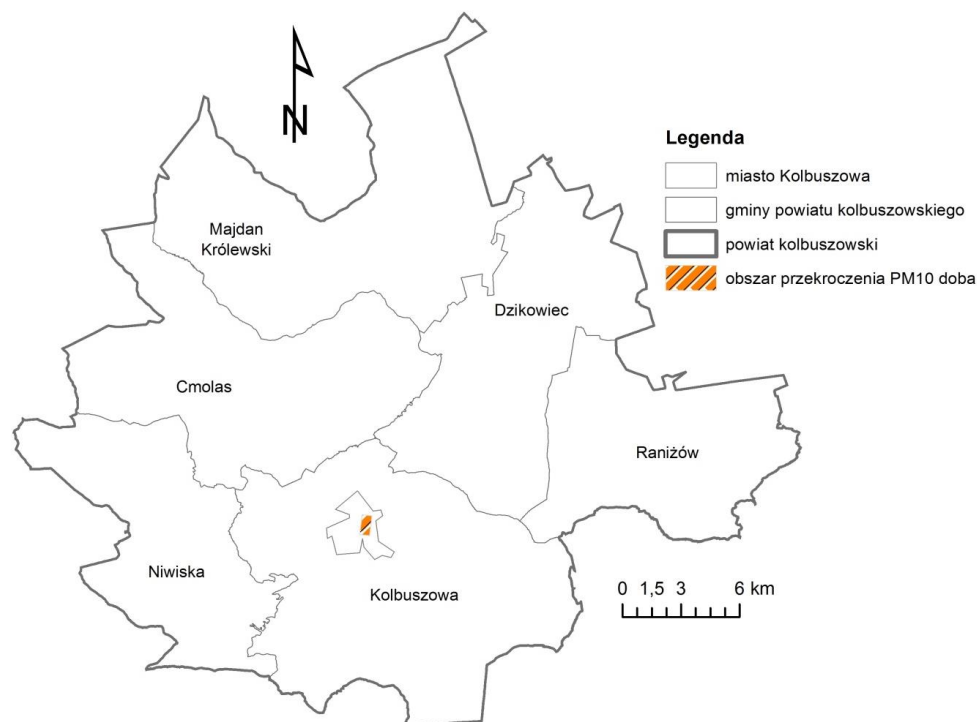 N
Legenda
miasto Kolbuszowa
gminy powiatu kolbuszowskiego
powiat kolbuszowski
obszar przekroczenia PM10 doba
Majdan
Królewski
Dzikowiec
Cmolas
Raniżów
Niwiska
Kolbuszowa
0 1,5 3 6 km